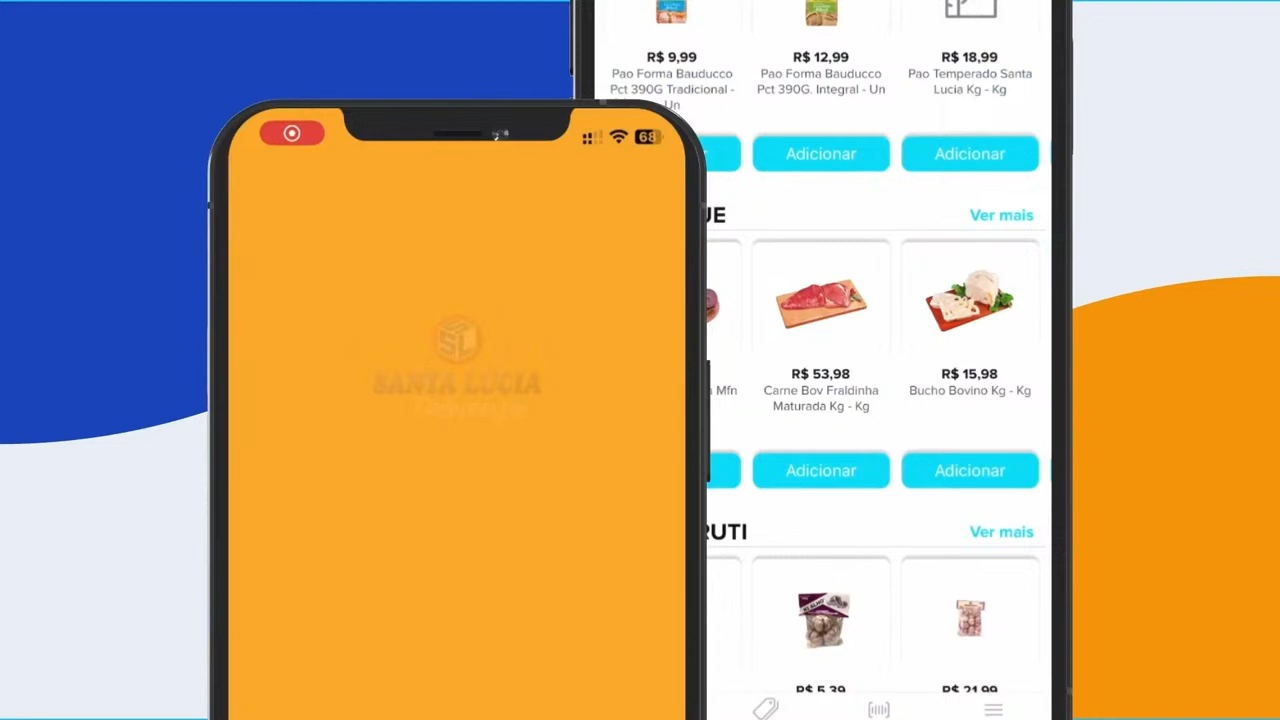 68
SL
SANTA LUCIA
R$ 9,99
Pao Forma Bauducco
Pct 390G Tradicional -
Un
R$ 12,99
Pao Forma Bauducco
Pct 390G. Integral - Un
R$ 18,99
Pao Temperado Santa
Lucia Kg - Kg
Adicionar
Adicionar
UE
Ver mais
Mfn
R$ 53,98
Carne Bov Fraldinha
Maturada Kg - Kg
R$ 15,98
Bucho Bovino Kg - Kg
Adicionar
Adicionar
RUTI
Ver mais
R$ 5,39
R$ 21,99